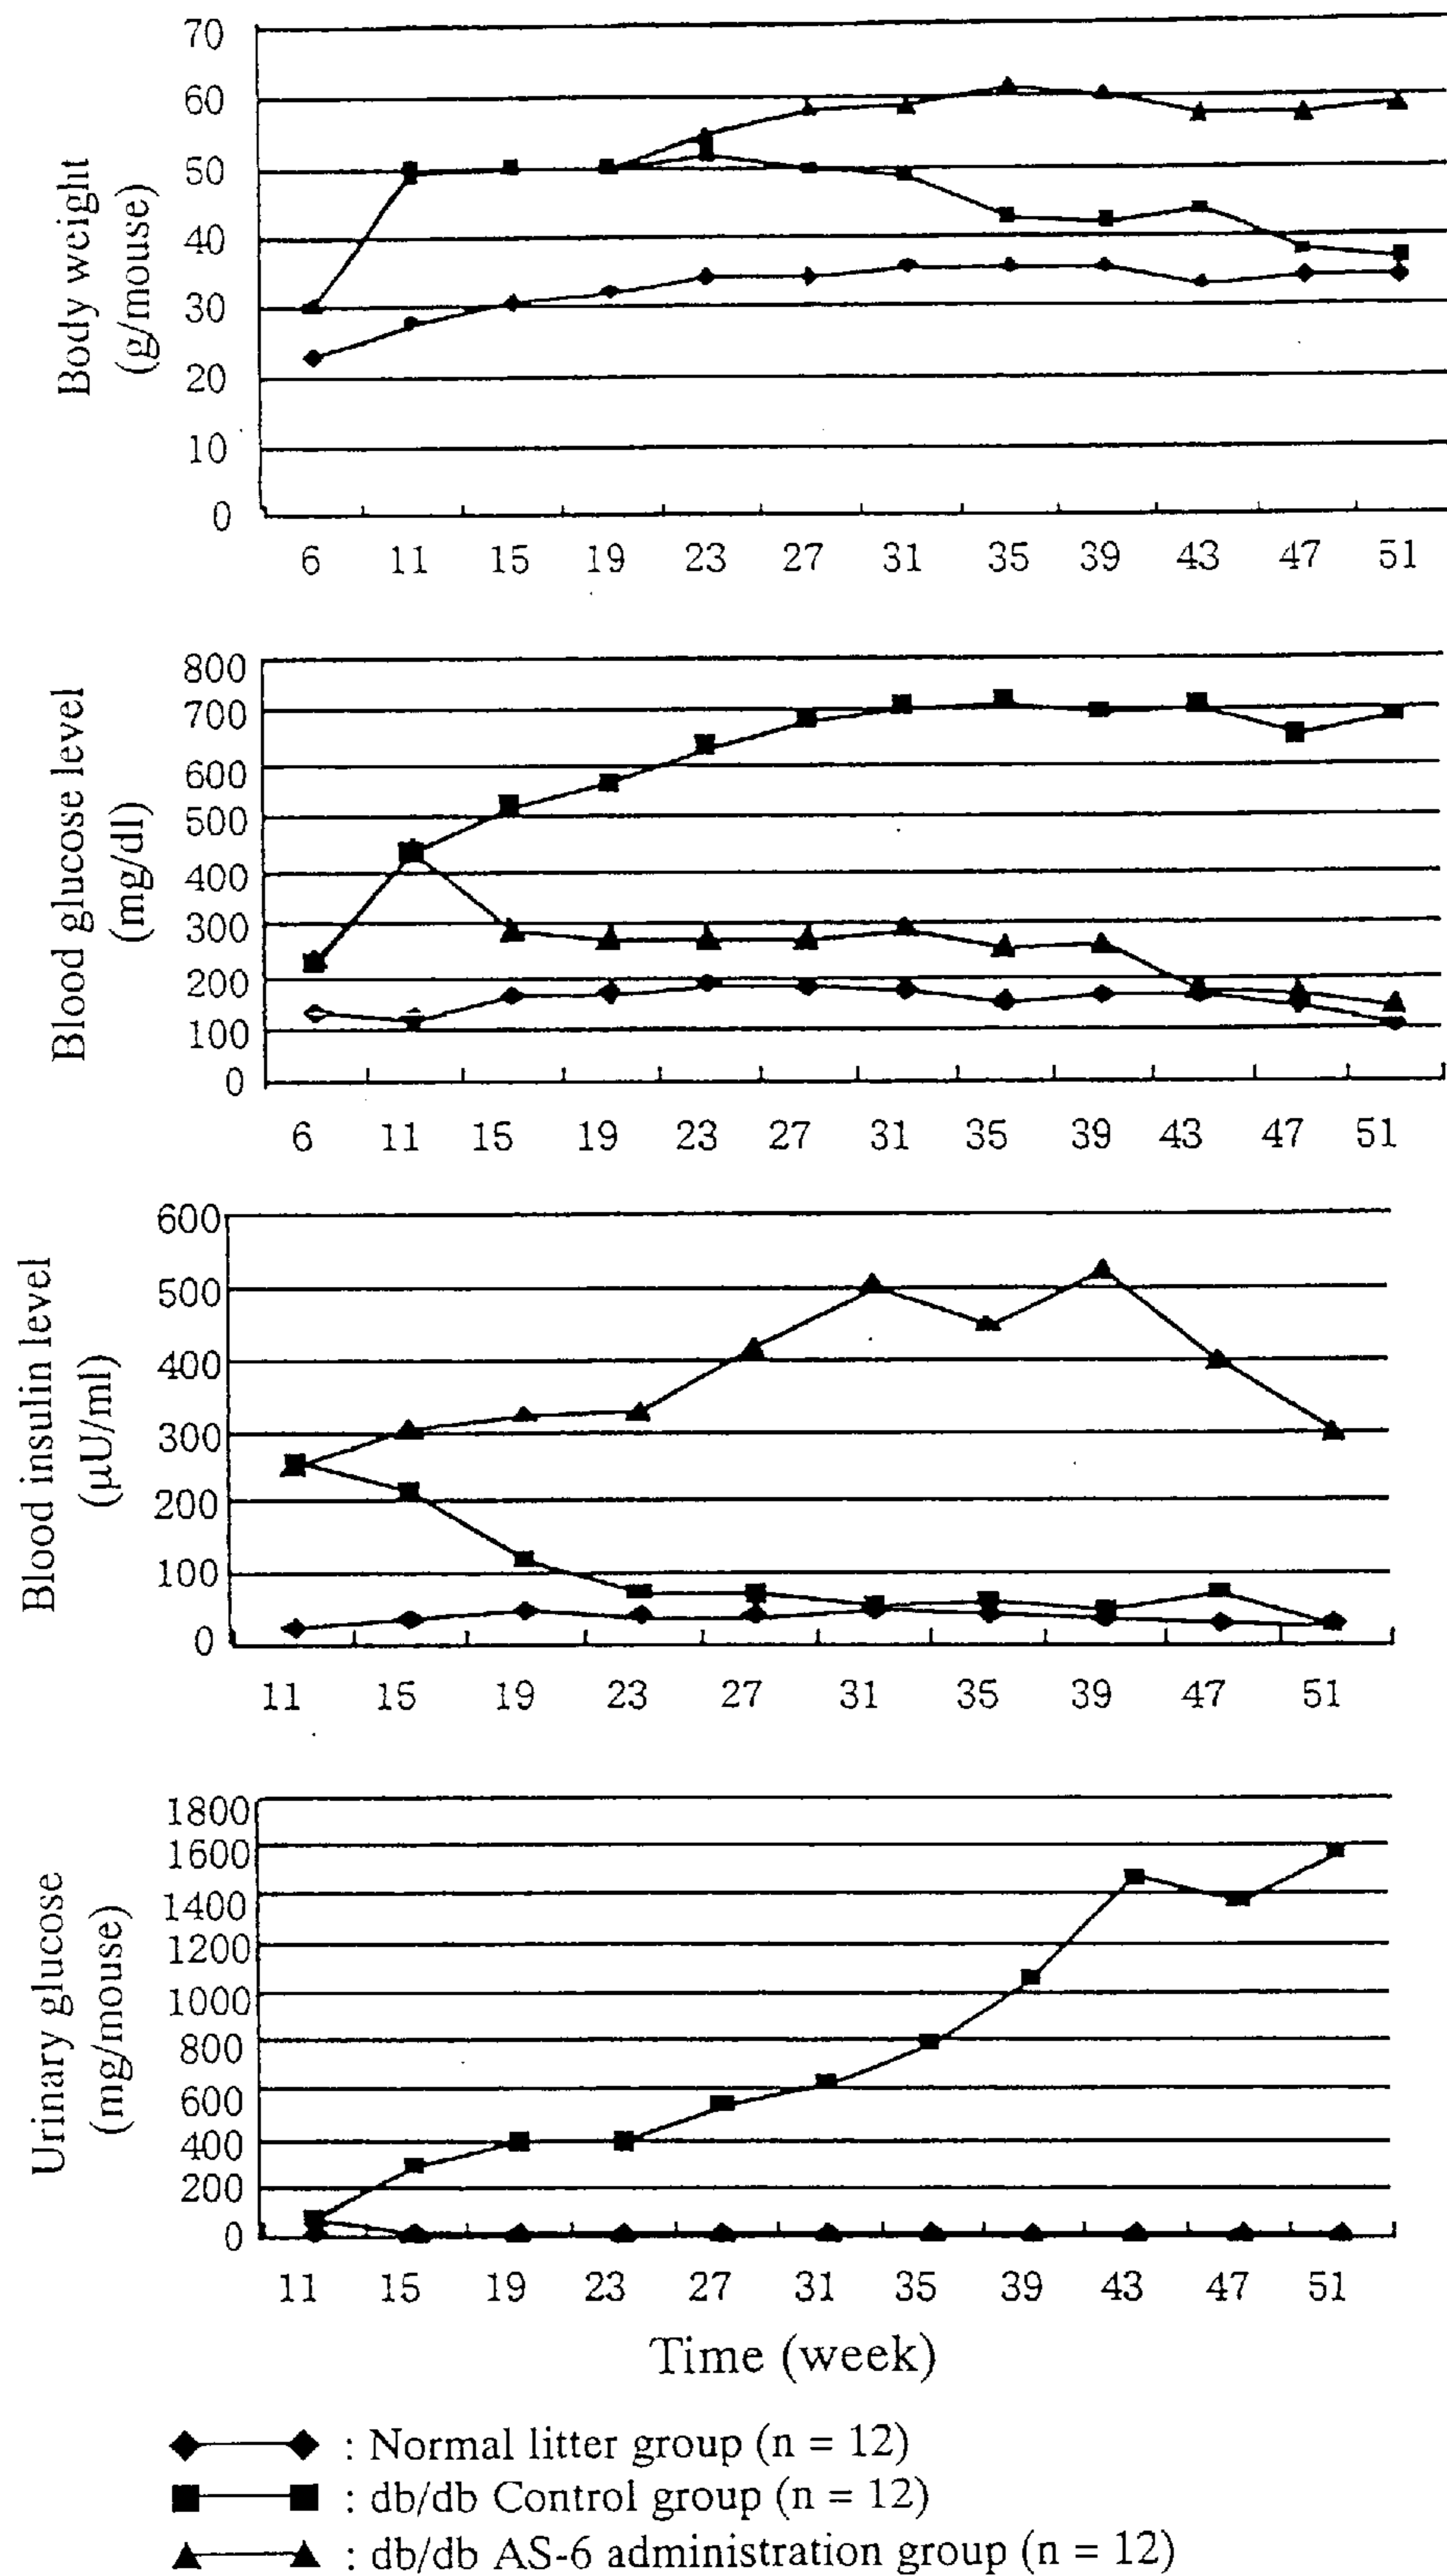 70
60
50
40
30
20
10
0
Body weight
(g/mouse)
6 11 15 19 23 27 31 35 39 43 47 51
800
700
600
500
400
300
200
100
0
Blood glucose level
(mg/dl)
6 11 15 19 23 27 31 35 39 43 47 51
600
500
400
300
200
100
0
Blood insulin level
(μU/ml)
11 15 19 23 27 31 35 39 47 51
1800
1600
1400
1200
1000
800
600
400
200
0
Urinary glucose
(mg/mouse)
11 15 19 23 27 31 35 39 43 47 51
Time (week)
: Normal litter group (n = 12)
: db/db Control group (n = 12)
: db/db AS-6 administration group (n = 12)